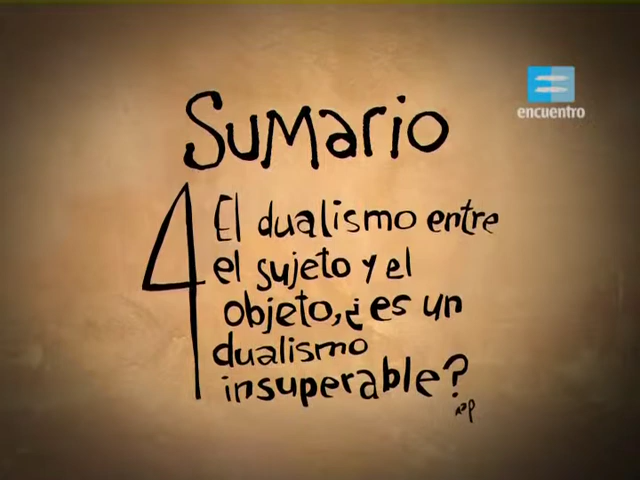 Sumario
encuentro
4 El dualismo entre
el sujeto y el
objeto, ¿es un
dualismo
insuperable?